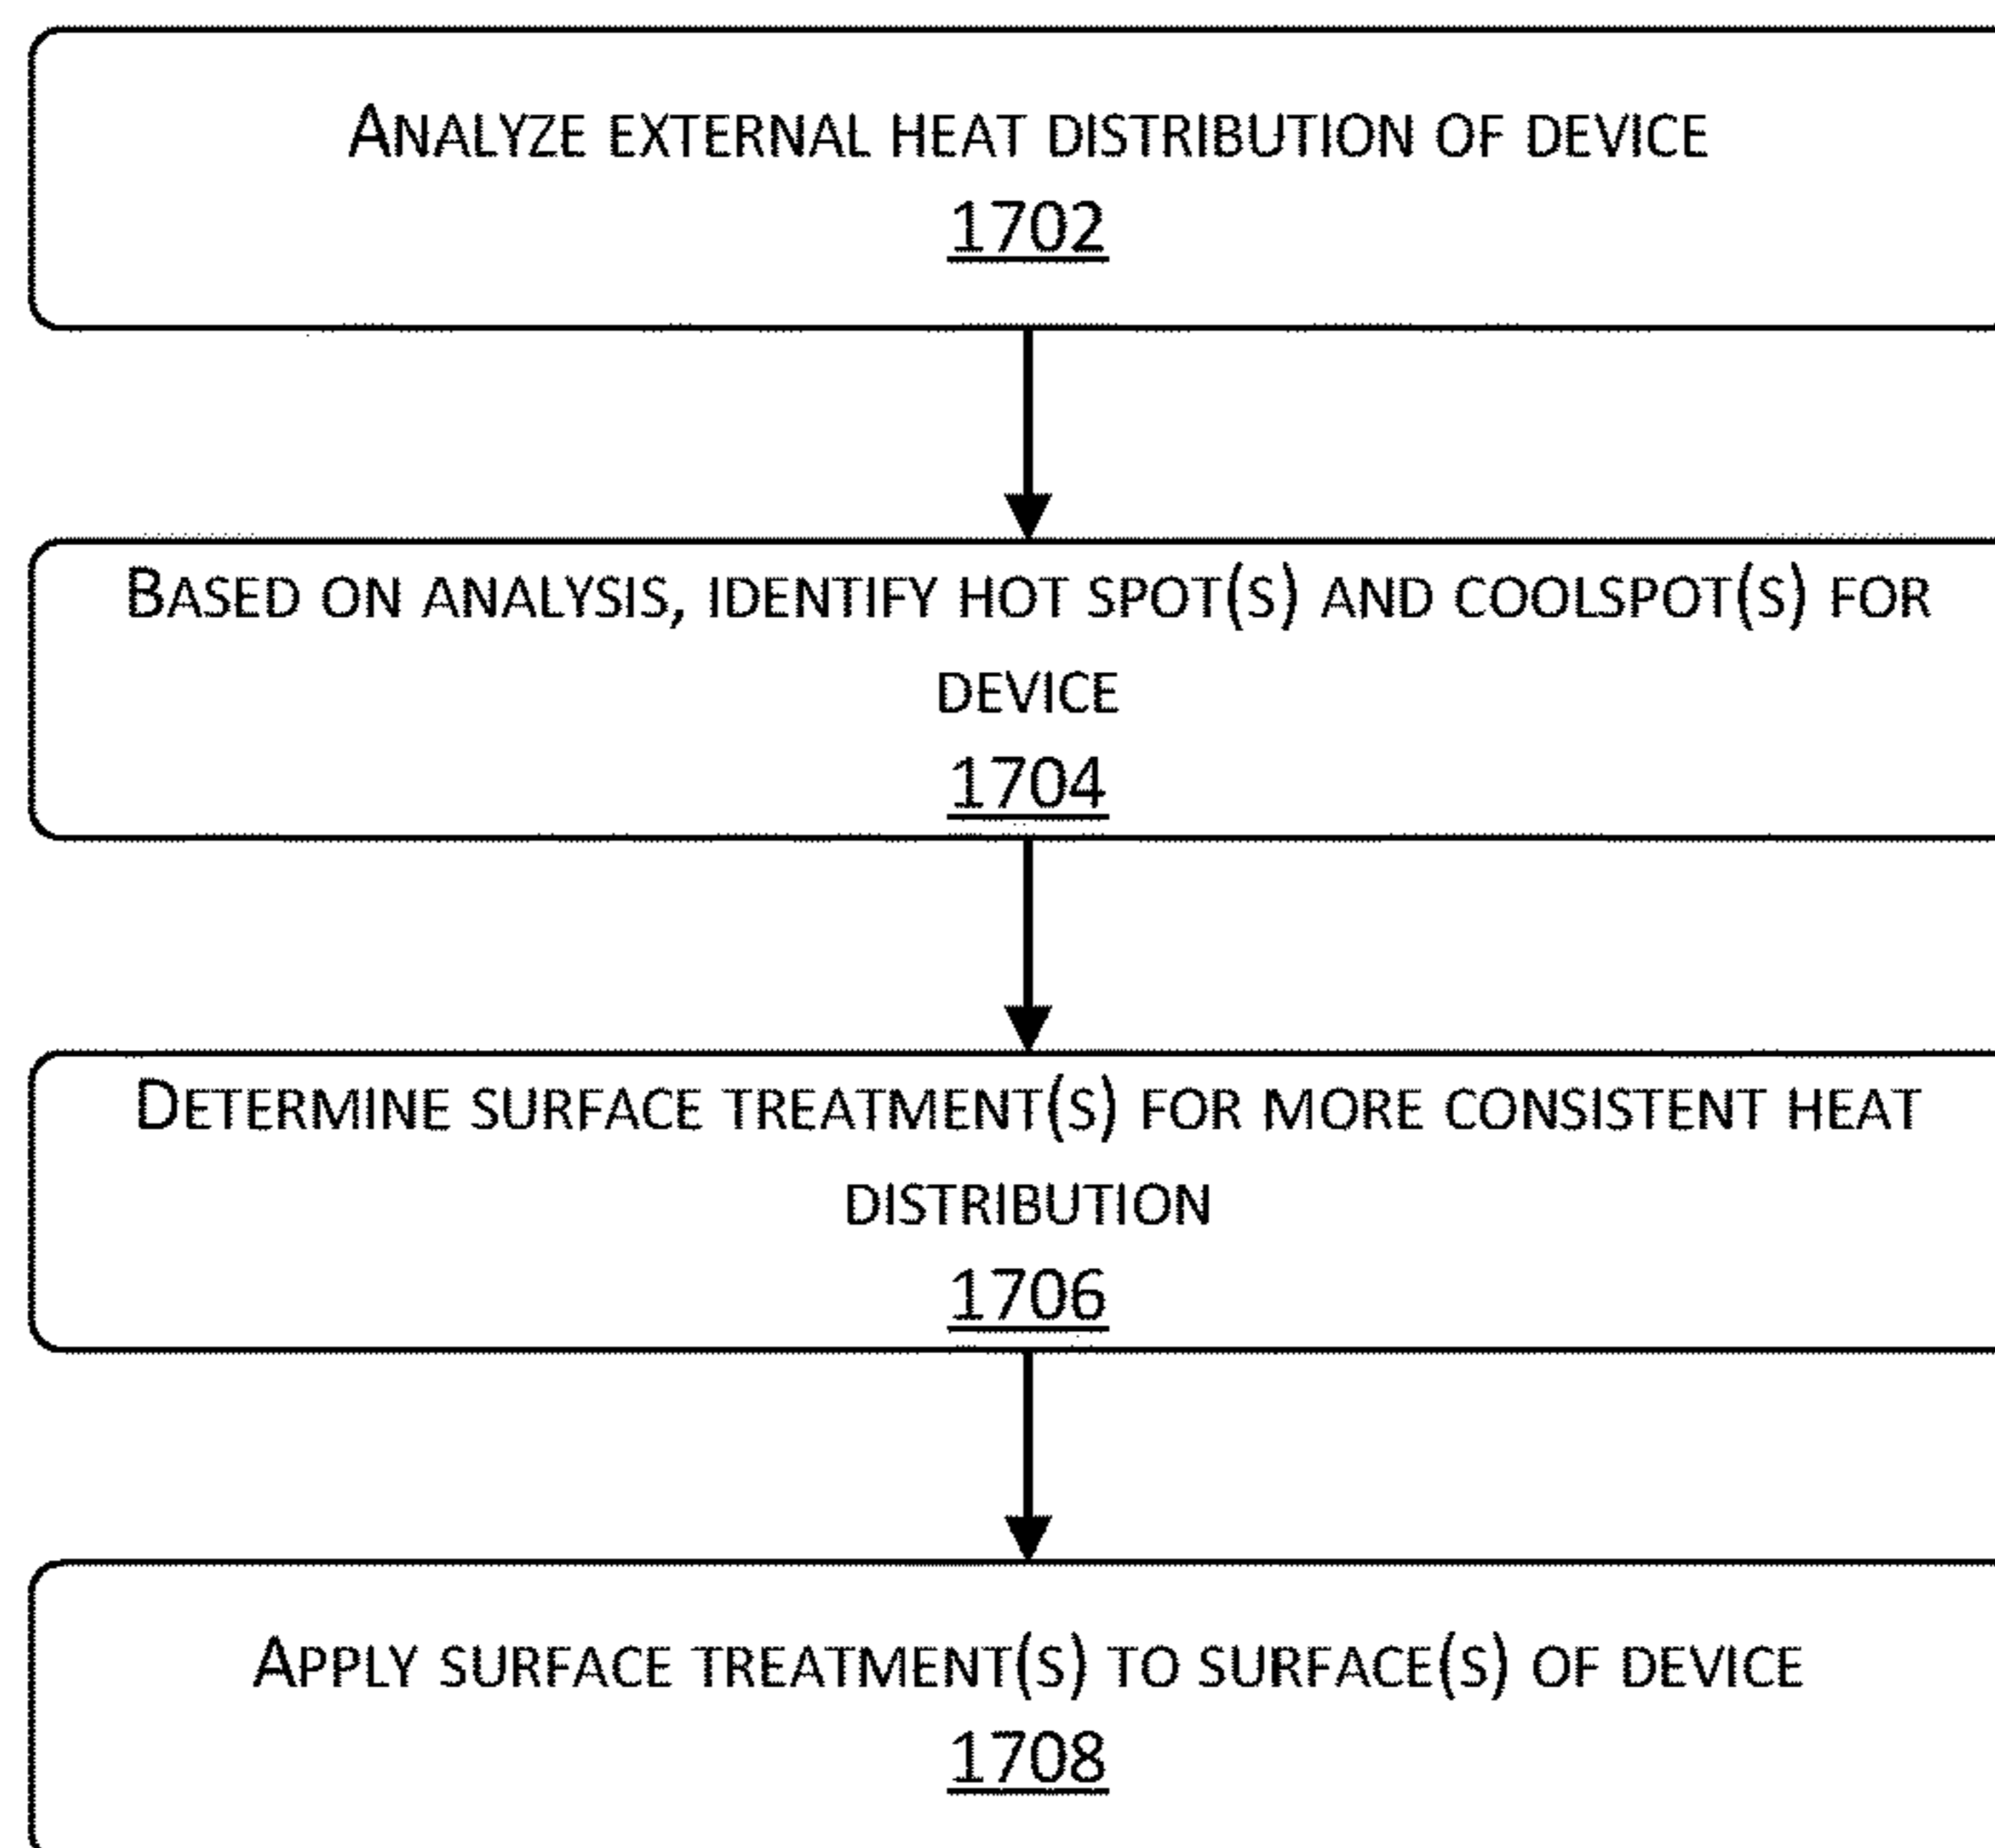 ANALYZE EXTERNAL HEAT DISTRIBUTION OF DEVICE
1702
BASED ON ANALYSIS, IDENTIFY HOT SPOT(S) AND COOLSPOT(S) FOR
DEVICE
1704
DETERMINE SURFACE TREATMENT(S) FOR MORE CONSISTENT HEAT
DISTRIBUTION
1706
APPLY SURFACE TREATMENT(S) TO SURFACE(S) OF DEVICE
1708